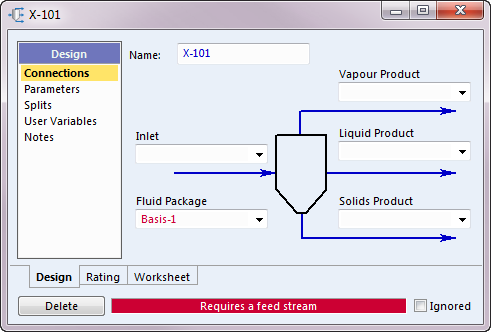 X-101
Design
Connections
Parameters
Splits
User Variables
Notes
Name: X-101
Vapour Product
Inlet
Liquid Product
Fluid Package
Basis-1
Solids Product
Design Rating Worksheet
Delete Requires a feed stream Ignored